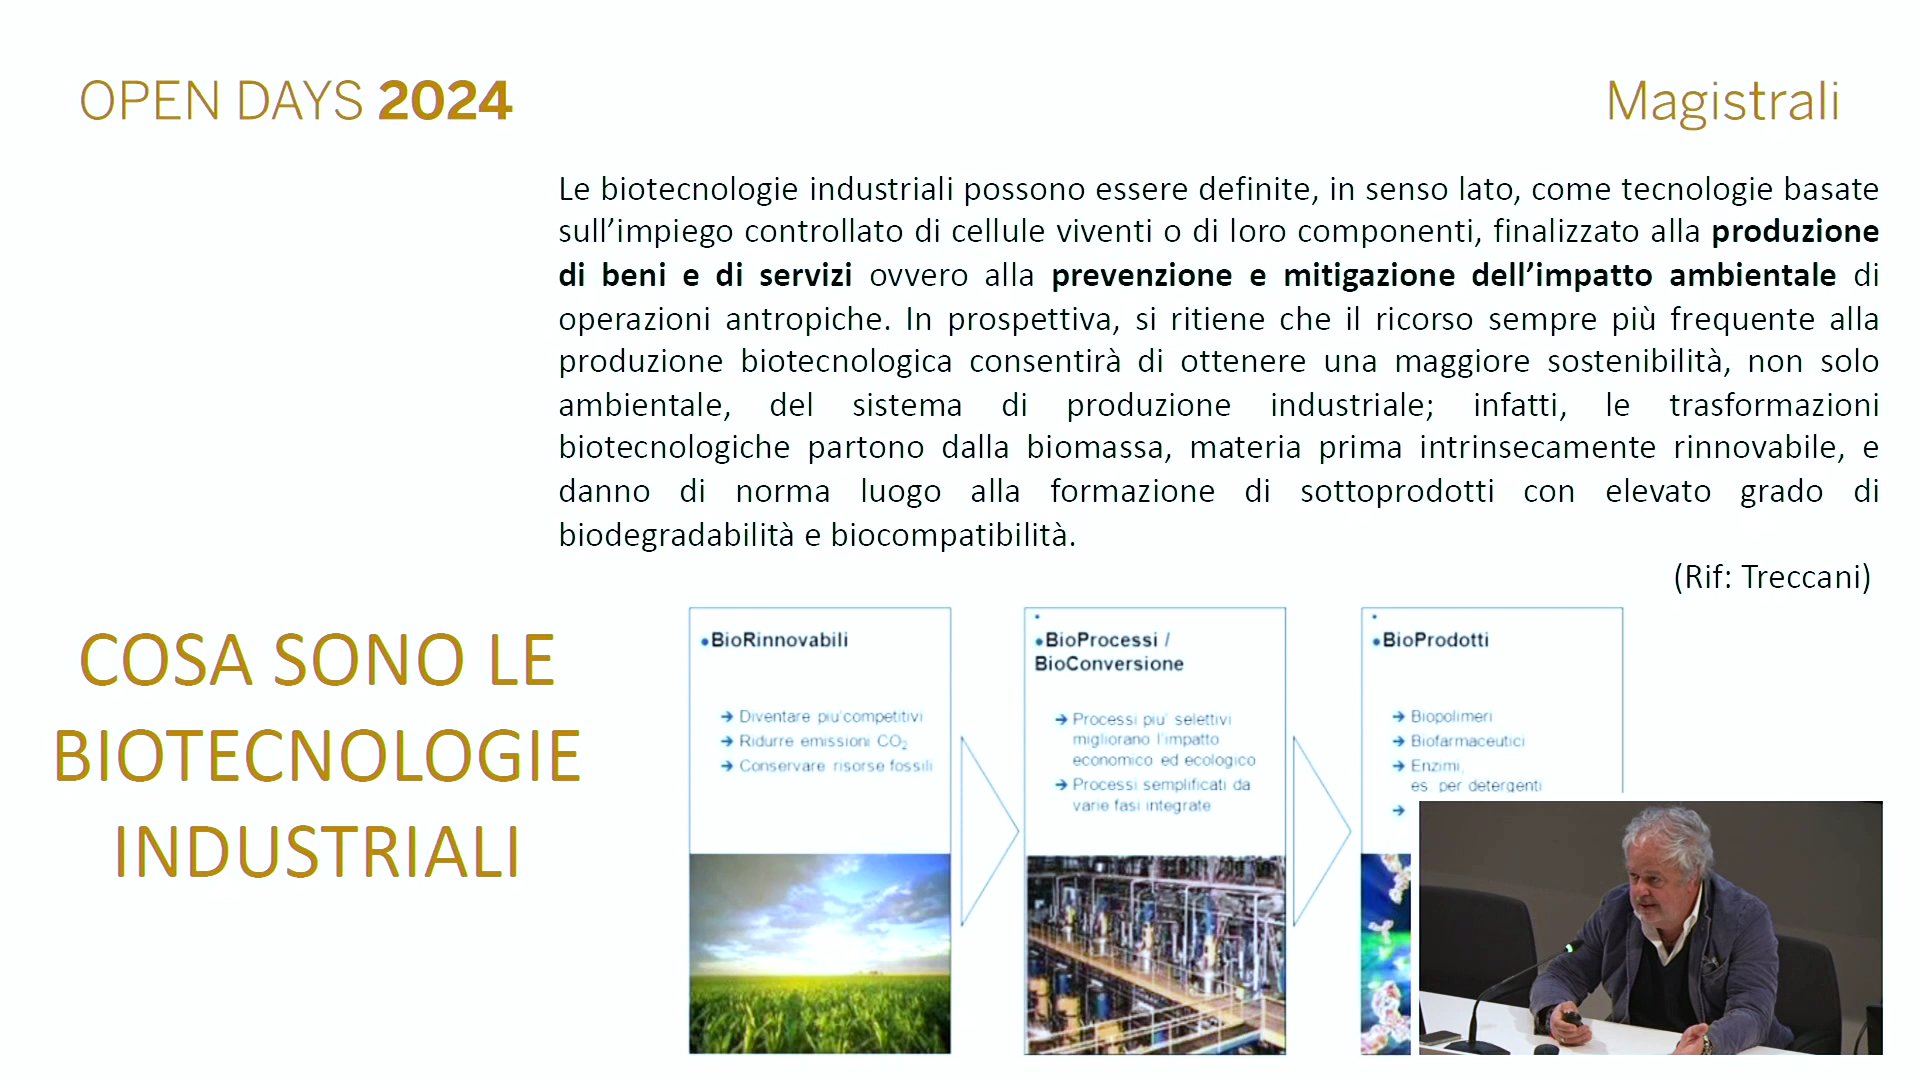 OPEN DAYS 2024
Magistrali
Le biotecnologie industriali possono essere definite, in senso lato, come tecnologie basate
sull’impiego controllato di cellule viventi o di loro componenti, finalizzato alla produzione
di beni e di servizi ovvero alla prevenzione e mitigazione dell’impatto ambientale di
operazioni antropiche. In prospettiva, si ritiene che il ricorso sempre più frequente alla
produzione biotecnologica consentirà di ottenere una maggiore sostenibilità, non solo
ambientale, del sistema di produzione industriale; infatti, le trasformazioni
biotecnologiche partono dalla biomassa, materia prima intrinsecamente rinnovabile, e
danno di norma luogo alla formazione di sottoprodotti con elevato grado di
biodegradabilità e biocompatibilità.
(Rif: Treccani)
COSA SONO LE
BIOTECNOLOGIE
INDUSTRIALI
•BioRinnovabili
➔ Diventare piu'competitivi
➔ Ridurre emissioni CO₂
➔ Conservare risorse fossili
•BioProcessi /
BioConversione
➔ Processi piu' selettivi
migliorano l'impatto
economico ed ecologico
➔ Processi semplificati da
varie fasi integrate
•BioProdotti
➔ Biopolimeri
➔ Biofarmaceutici
➔ Enzimi,
es. per detergenti
➔